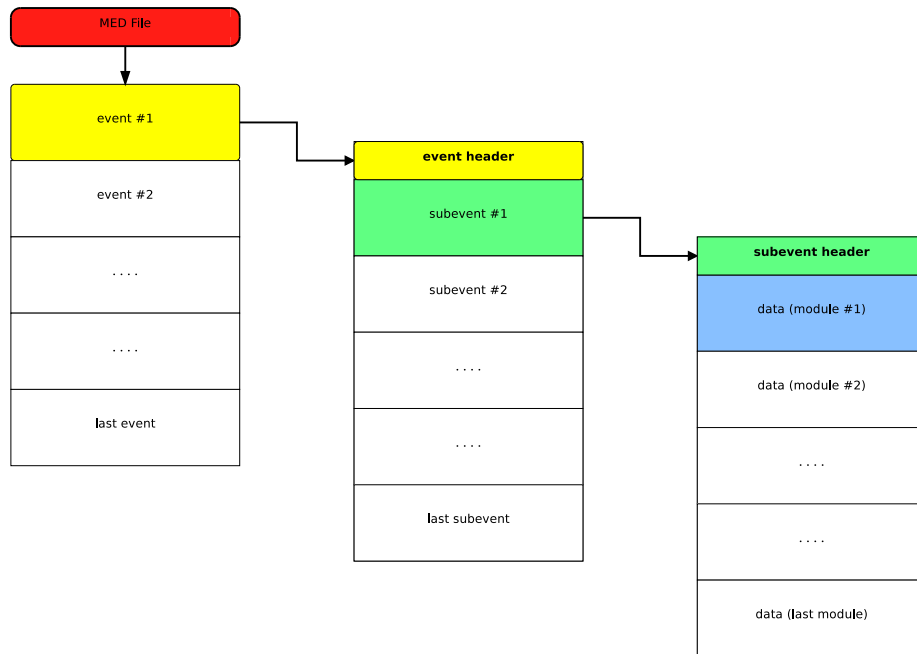 MED File
event #1
event #2
. . . .
. . . .
last event
event header
subevent #1
subevent #2
. . . .
. . . .
last subevent
subevent header
data (module #1)
data (module #2)
. . . .
. . . .
data (last module)